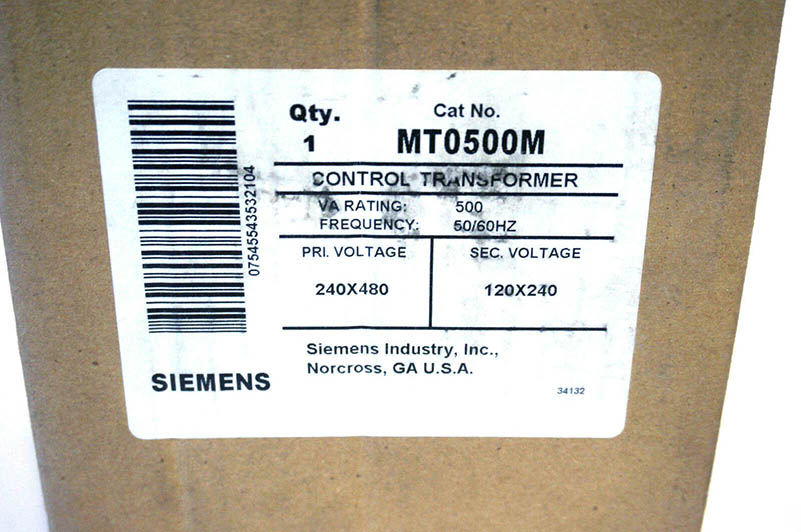 Qty. Cat No.
1 MT0500M
CONTROL TRANSFORMER
VA RATING: 500
FREQUENCY: 50/60HZ
PRI. VOLTAGE SEC. VOLTAGE
240X480 120X240
Siemens Industry, Inc.,
Norcross, GA U.S.A.
SIEMENS
34132
07545543532104